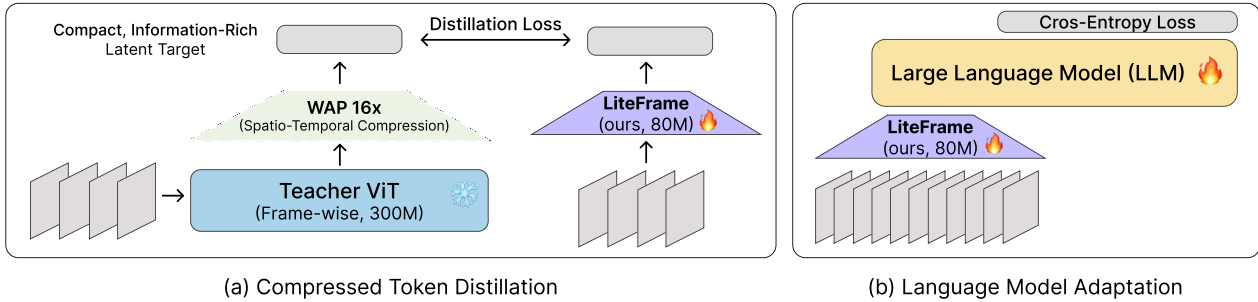 Compact, Information-Rich
Latent Target
Distillation Loss
WAP 16x
(Spatio-Temporal Compression)
LiteFrame
(ours, 80M)
Teacher ViT
(Frame-wise, 300M)
(a) Compressed Token Distillation
Cros-Entropy Loss
Large Language Model (LLM)
LiteFrame
(ours, 80M)
(b) Language Model Adaptation